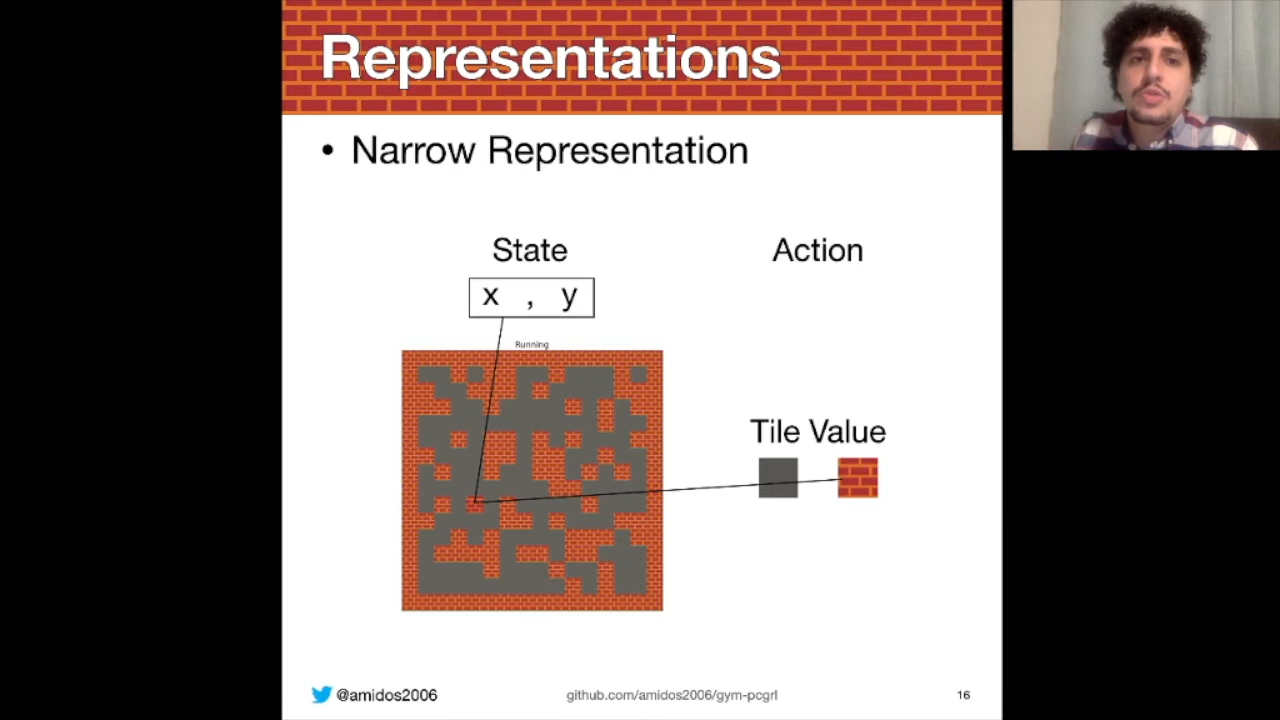 Representations
• Narrow Representation
State
Action
x , y
Running
Tile Value
@amidos2006
github.com/amidos2006/gym-pcgrl
16